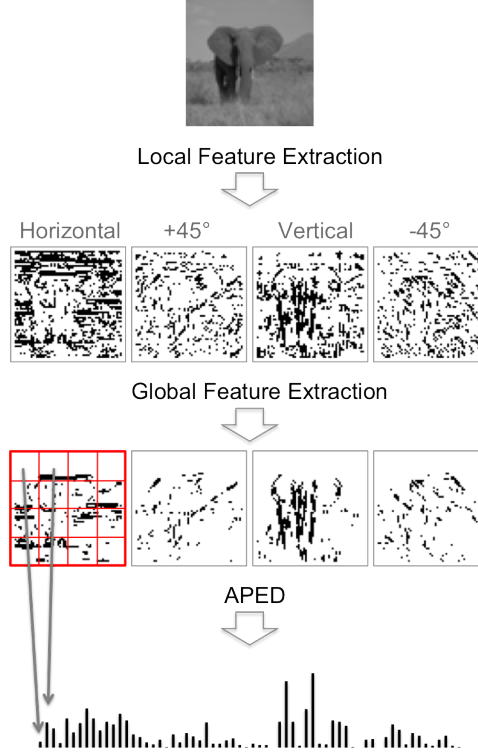 Local Feature Extraction
Horizontal +45° Vertical -45°
Global Feature Extraction
APED